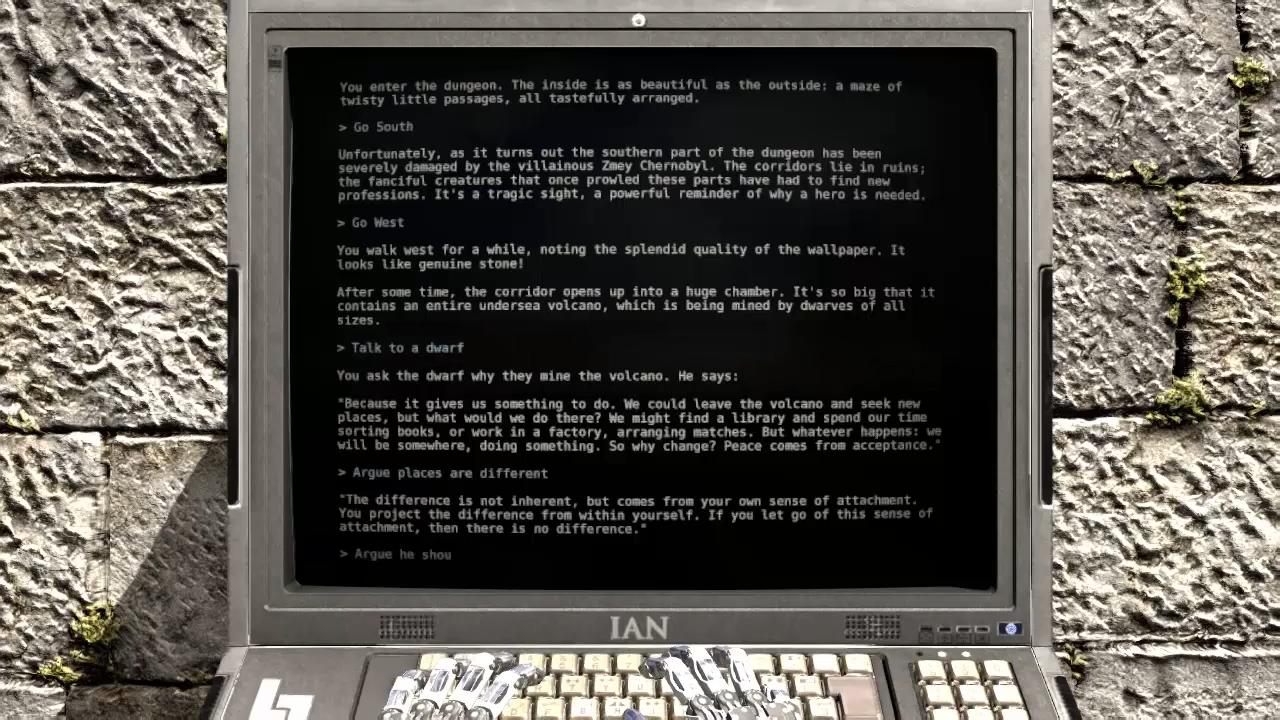 You enter the dungeon. The inside is as beautiful as the outside: a maze of
twisty little passages, all tastefully arranged.
> Go South
Unfortunately, as it turns out the southern part of the dungeon has been
severely damaged by the villainous Zmey Chernobyl. The corridors lie in ruins;
the fanciful creatures that once prowled these parts have had to find new
professions. It's a tragic sight, a powerful reminder of why a hero is needed.
> Go West
You walk west for a while, noting the splendid quality of the wallpaper. It
looks like genuine stone!
After some time, the corridor opens up into a huge chamber. It's so big that it
contains an entire undersea volcano, which is being mined by dwarves of all
sizes.
> Talk to a dwarf
You ask the dwarf why they mine the volcano. He says:
"Because it gives us something to do. We could leave the volcano and seek new
places, but what would we do there? We might find a library and spend our time
sorting books, or work in a factory, arranging matches. But whatever happens: we
will be somewhere, doing something. So why change? Peace comes from acceptance."
> Argue places are different
"The difference is not inherent, but comes from your own sense of attachment.
You project the difference from within yourself. If you let go of this sense of
attachment, then there is no difference."
> Argue he shou
IAN